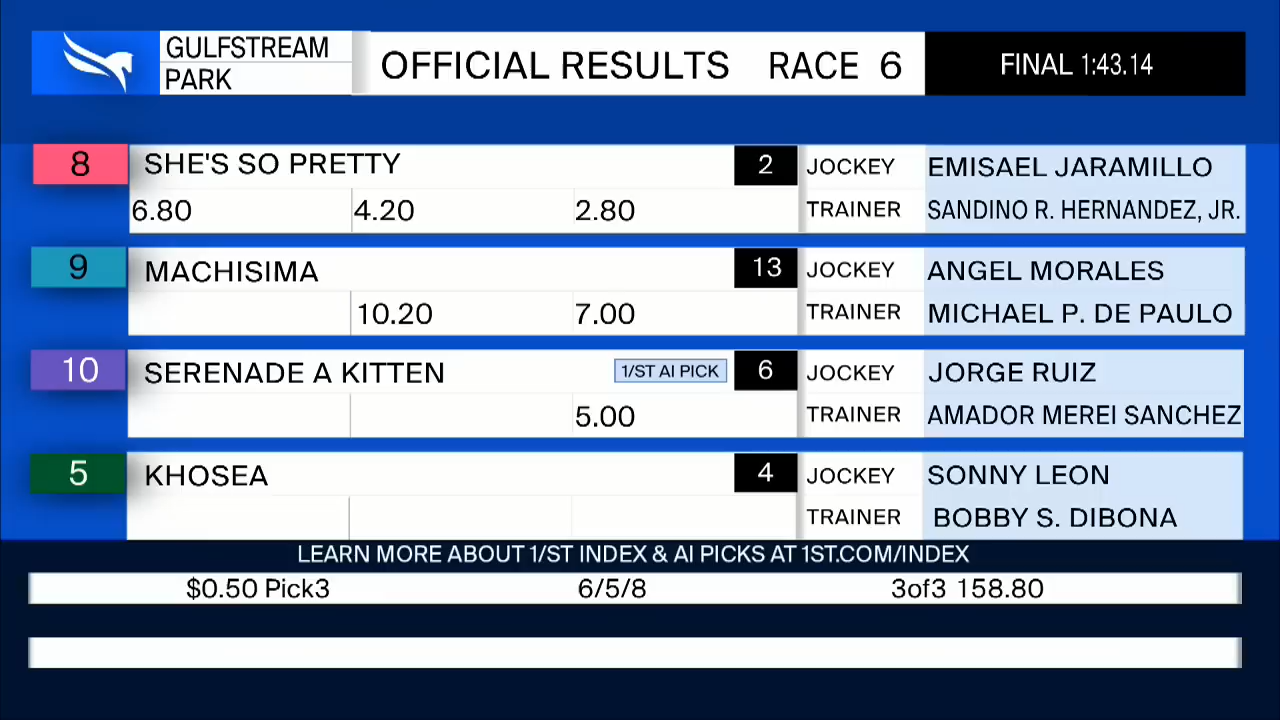 GULFSTREAM
PARK
OFFICIAL RESULTS RACE 6
FINAL 1:43.14
8 SHE'S SO PRETTY 2 JOCKEY EMISAEL JARAMILLO
6.80 4.20 2.80 TRAINER SANDINO R. HERNANDEZ, JR.
9 MACHISIMA 13 JOCKEY ANGEL MORALES
10.20 7.00 TRAINER MICHAEL P. DE PAULO
10 SERENADE A KITTEN 1/ST AI PICK 6 JOCKEY JORGE RUIZ
5.00 TRAINER AMADOR MEREI SANCHEZ
5 KHOSEA 4 JOCKEY SONNY LEON
TRAINER BOBBY S. DIBONA
LEARN MORE ABOUT 1/ST INDEX & AI PICKS AT 1ST.COM/INDEX
$0.50 Pick3 6/5/8 3of3 158.80